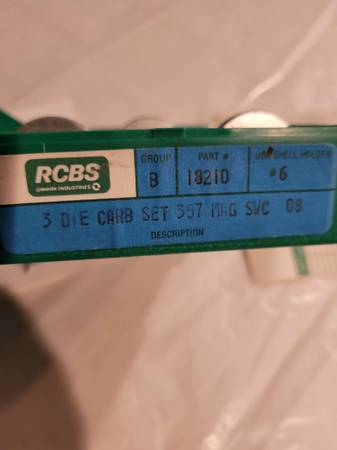 RCBS
OMARK INDUSTRIES
GROUP
B
PART #
18210
USE SHELL HOLDER
#6
3 DIE CARB SET 357 MAG SWC 08
DESCRIPTION